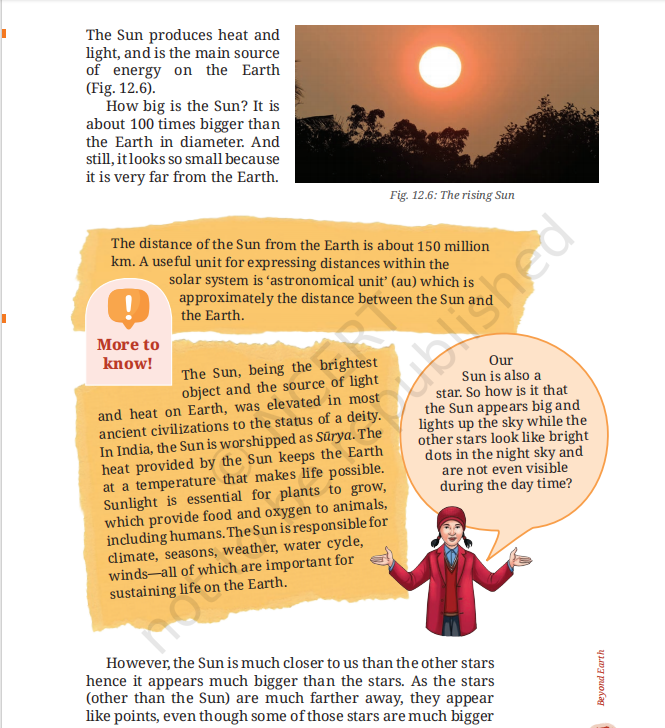 The Sun produces heat and
light, and is the main source
of energy on the Earth
(Fig. 12.6).
How big is the Sun? It is
about 100 times bigger than
the Earth in diameter. And
still, it looks so small because
it is very far from the Earth.
Fig. 12.6: The rising Sun
The distance of the Sun from the Earth is about 150 million
km. A useful unit for expressing distances within the
solar system is ‘astronomical unit’ (au) which is
approximately the distance between the Sun and
the Earth.
More to
know!
The Sun, being the brightest
object and the source of light
and heat on Earth, was elevated in most
ancient civilizations to the status of a deity.
In India, the Sun is worshipped as Sūrya. The
heat provided by the Sun keeps the Earth
at a temperature that makes life possible.
Sunlight is essential for plants to grow,
which provide food and oxygen to animals,
including humans. The Sun is responsible for
climate, seasons, weather, water cycle,
winds—all of which are important for
sustaining life on the Earth.
Our
Sun is also a
star. So how is it that
the Sun appears big and
lights up the sky while the
other stars look like bright
dots in the night sky and
are not even visible
during the day time?
However, the Sun is much closer to us than the other stars
hence it appears much bigger than the stars. As the stars
(other than the Sun) are much farther away, they appear
like points, even though some of those stars are much bigger
Beyond Earth
© NCERT
not to be republished